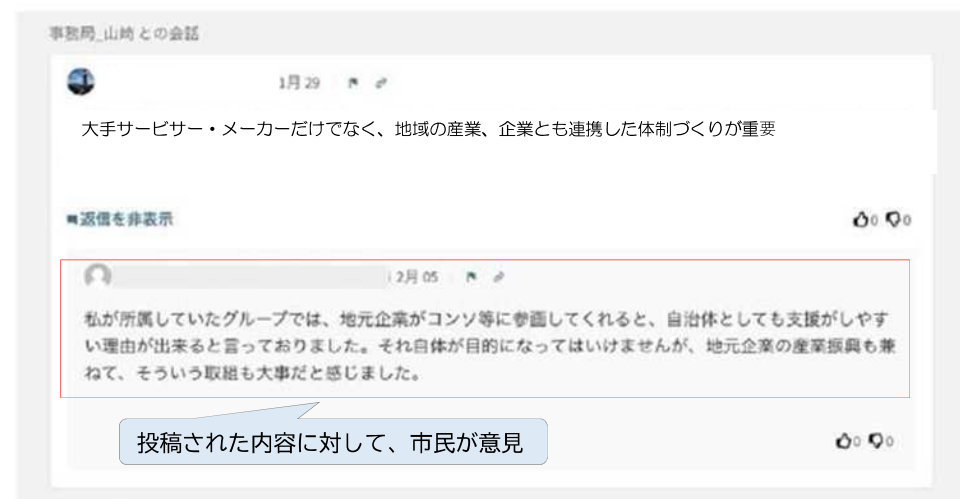 事務局_山崎 との会話
1月 29
大手サービサー・メーカーだけでなく、地域の産業、企業とも連携した体制づくりが重要
返信を非表示
0 0
2月 05
私が所属していたグループでは、地元企業がコンソ等に参画してくれると、自治体としても支援がしやす
い理由が出来ると言っておりました。それ自体が目的になってはいけませんが、地元企業の産業振興も兼
ねて、そういう取組も大事だと感じました。
投稿された内容に対して、市民が意見
0 0